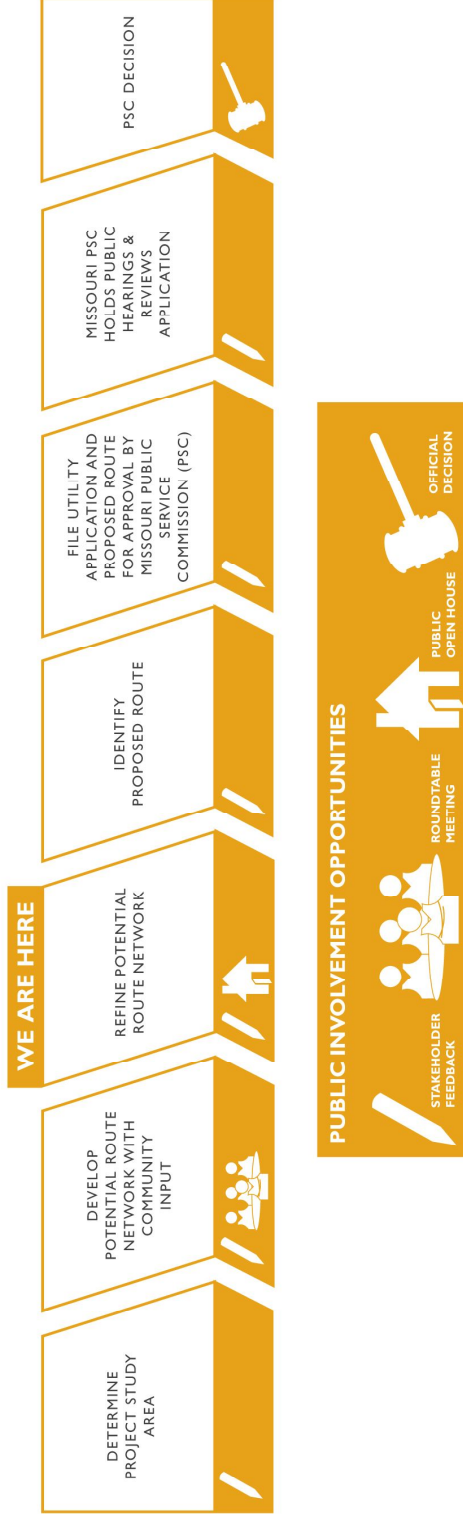 WE ARE HERE
DETERMINE
PROJECT STUDY
AREA
DEVELOP
POTENTIAL ROUTE
NETWORK WITH
COMMUNITY
INPUT
REFINE POTENTIAL
ROUTE NETWORK
IDENTIFY
PROPOSED ROUTE
FILE UTILITY
APPLICATION AND
PROPOSED ROUTE
FOR APPROVAL BY
MISSOURI PUBLIC
SERVICE
COMMISSION (PSC)
MISSOURI PSC
HOLDS PUBLIC
HEARINGS &
REVIEWS
APPLICATION
PSC DECISION
PUBLIC INVOLVEMENT OPPORTUNITIES
STAKEHOLDER
FEEDBACK
ROUNDTABLE
MEETING
PUBLIC
OPEN HOUSE
OFFICIAL
DECISION